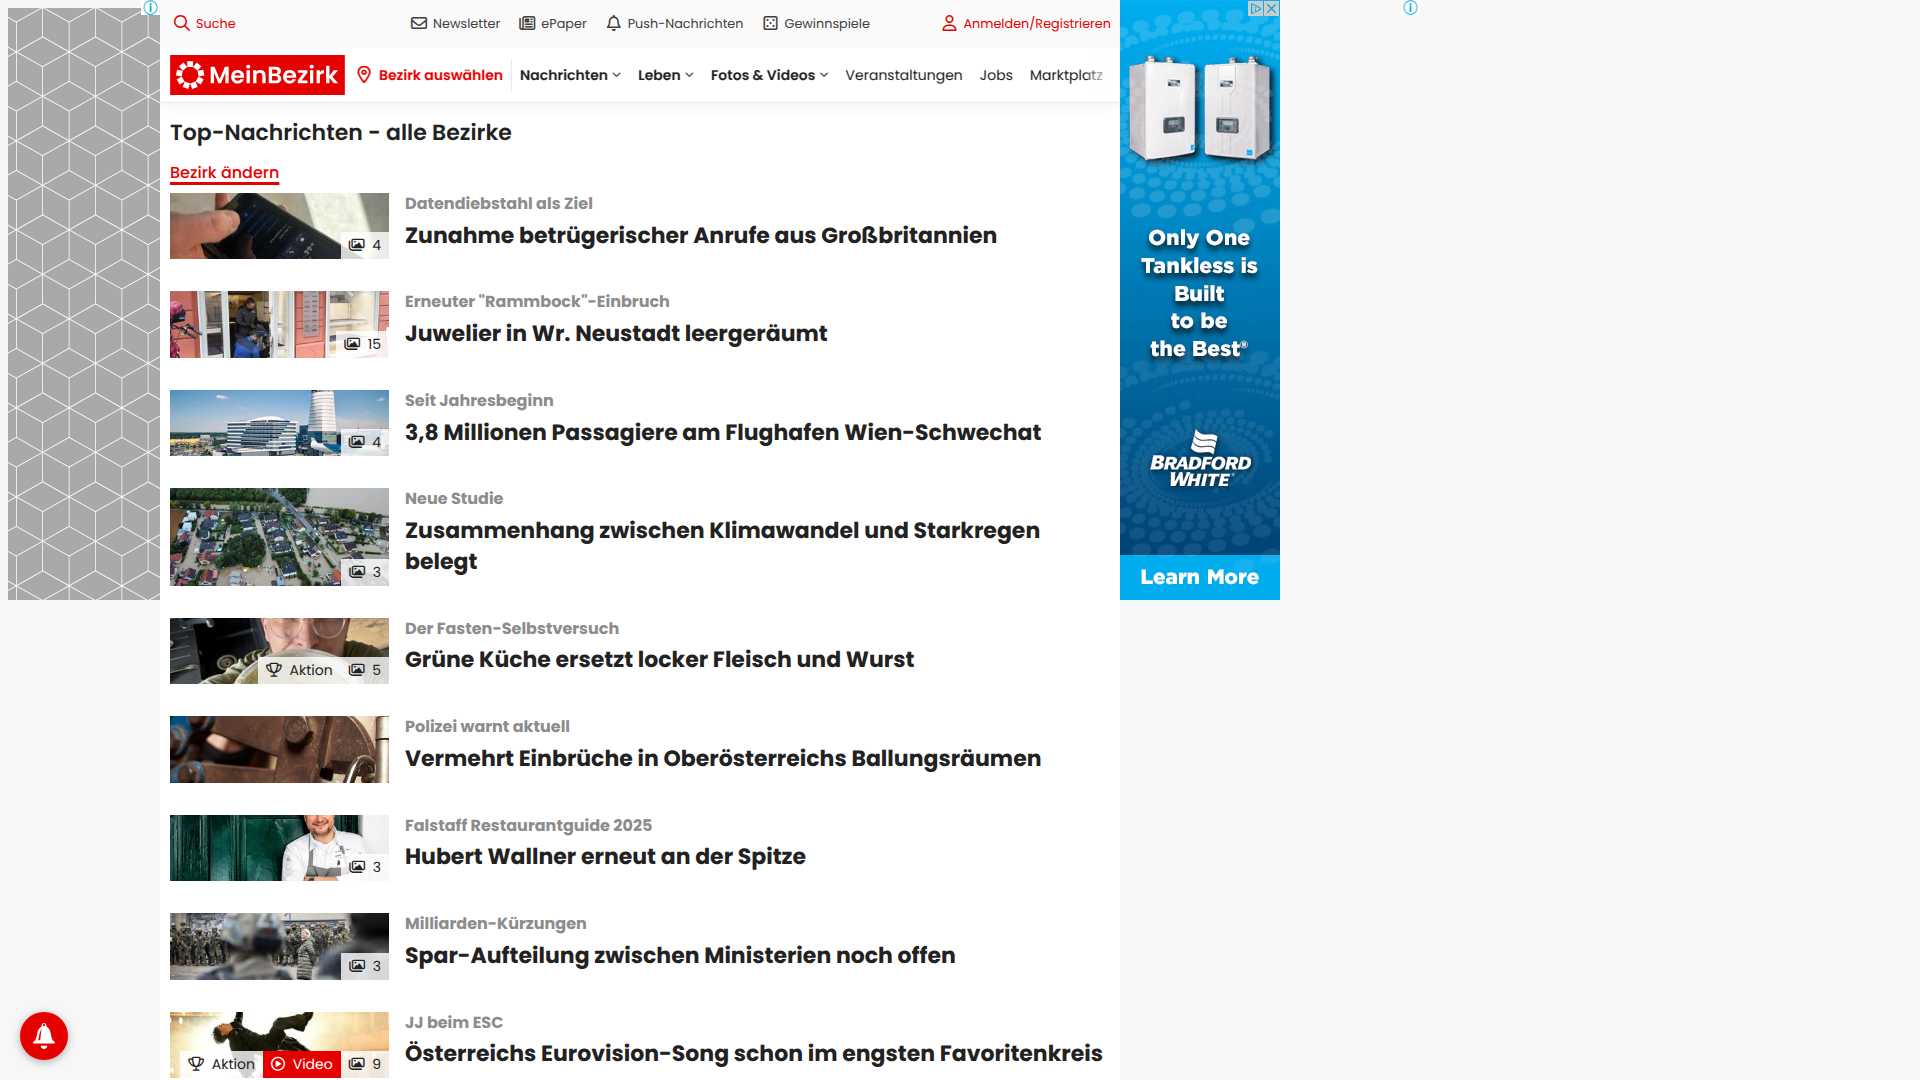 Suche
Newsletter
ePaper
Push-Nachrichten
Gewinnspiele
Anmelden/Registrieren
MeinBezirk
Bezirk auswählen
Nachrichten
Leben
Fotos & Videos
Veranstaltungen
Jobs
Marktplatz
Top-Nachrichten - alle Bezirke
Bezirk ändern
4
Datendiebstahl als Ziel
Zunahme betrügerischer Anrufe aus Großbritannien
15
Erneuter "Rammbock"-Einbruch
Juwelier in Wr. Neustadt leergeräumt
4
Seit Jahresbeginn
3,8 Millionen Passagiere am Flughafen Wien-Schwechat
3
Neue Studie
Zusammenhang zwischen Klimawandel und Starkregen
belegt
Aktion
5
Der Fasten-Selbstversuch
Grüne Küche ersetzt locker Fleisch und Wurst
Polizei warnt aktuell
Vermehrt Einbrüche in Oberösterreichs Ballungsräumen
3
Falstaff Restaurantguide 2025
Hubert Wallner erneut an der Spitze
3
Milliarden-Kürzungen
Spar-Aufteilung zwischen Ministerien noch offen
Aktion
Video
9
JJ beim ESC
Österreichs Eurovision-Song schon im engsten Favoritenkreis
Only One
Tankless is
Built
to be
the Best®
BRADFORD
WHITE
Learn More